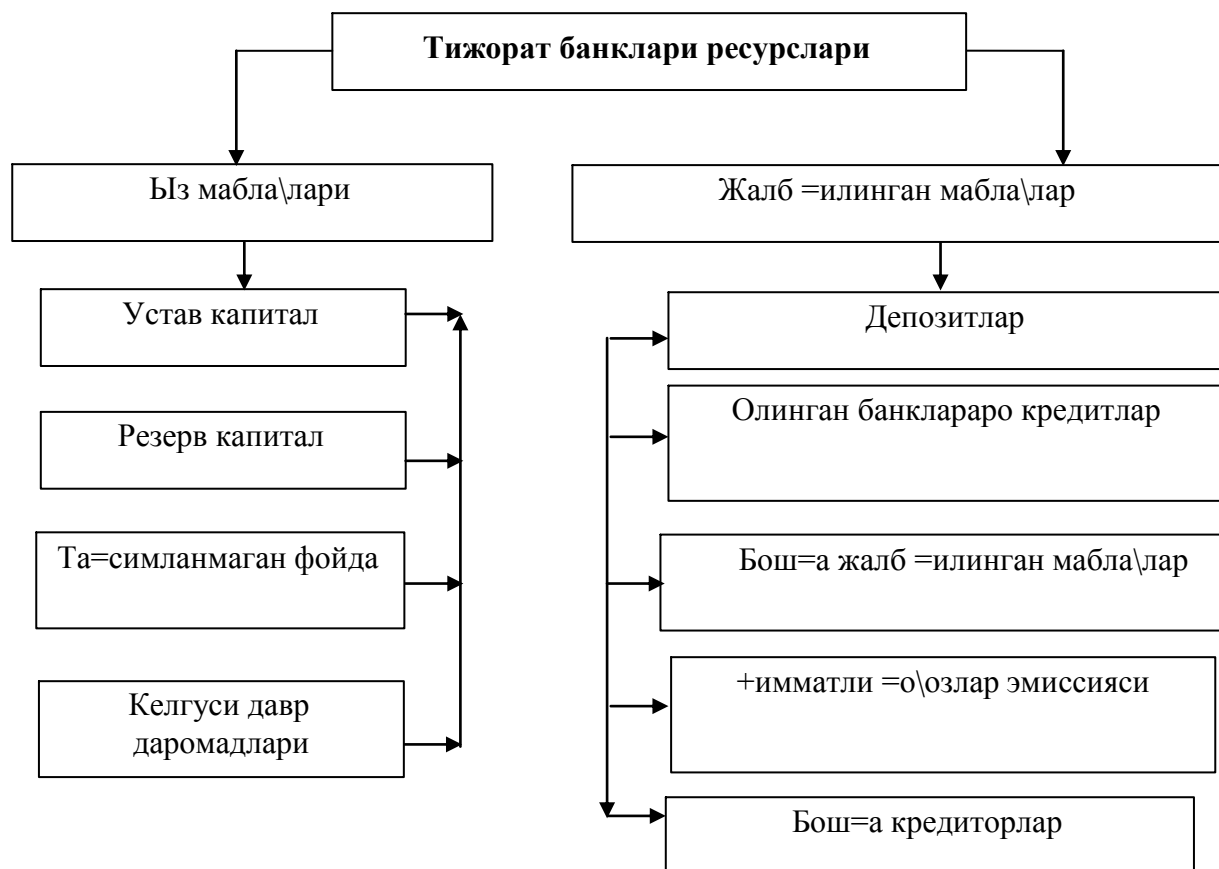 Тижорат банклари ресурслари
Ыз мабла\лари
Жалб =илинган мабла\лар
Устав капитал
Резерв капитал
Та=симланмаган фойда
Келгуси давр
даромадлари
Депозитлар
Олинган банклараро кредитлар
Бош=а жалб =илинган мабла\лар
+имматли =о\озлар эмиссияси
Бош=а кредиторлар